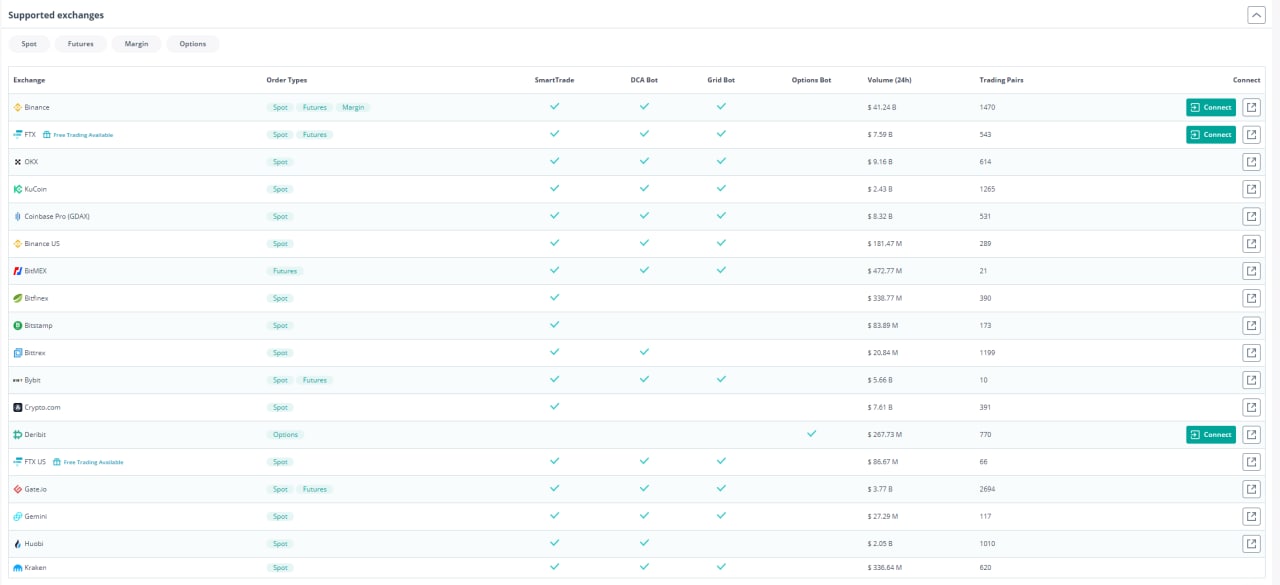 Supported exchanges
Spot Futures Margin Options
Exchange Order Types SmartTrade DCA Bot Grid Bot Options Bot Volume (24h) Trading Pairs Connect
Binance Spot Futures Margin $ 41.24 B 1470 Connect
FTX Free Trading Available Spot Futures $ 7.59 B 543 Connect
OKX Spot $ 9.16 B 614
KuCoin Spot $ 2.43 B 1265
Coinbase Pro (GDAX) Spot $ 8.32 B 531
Binance US Spot $ 181.47 M 289
BitMEX Futures $ 472.77 M 21
Bitfinex Spot $ 338.77 M 390
Bitstamp Spot $ 83.89 M 173
Bittrex Spot $ 20.84 M 1199
Bybit Spot Futures $ 5.66 B 10
Crypto.com Spot $ 7.61 B 391
Deribit Options $ 267.73 M 770 Connect
FTX US Free Trading Available Spot $ 86.67 M 66
Gate.io Spot Futures $ 3.77 B 2694
Gemini Spot $ 27.29 M 117
Huobi Spot $ 2.05 B 1010
Kraken Spot $ 336.64 M 620